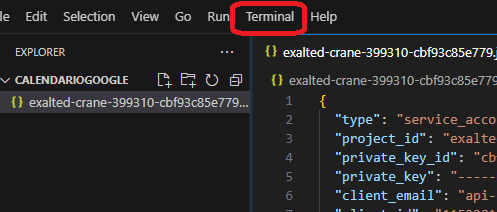 le Edit Selection View Go Run Terminal Help
EXPLORER
CALENDARIOGOOGLE
{} exalted-crane-399310-cbf93c85e779...
{} exalted-crane-399310-cbf93c85e779.j
{} exalted-crane-399310-cbf93c85e779.j
1 {
2 "type": "service_acco
3 "project_id": "exalte
4 "private_key_id": "cb
5 "private_key": "-----
6 "client_email": "api-